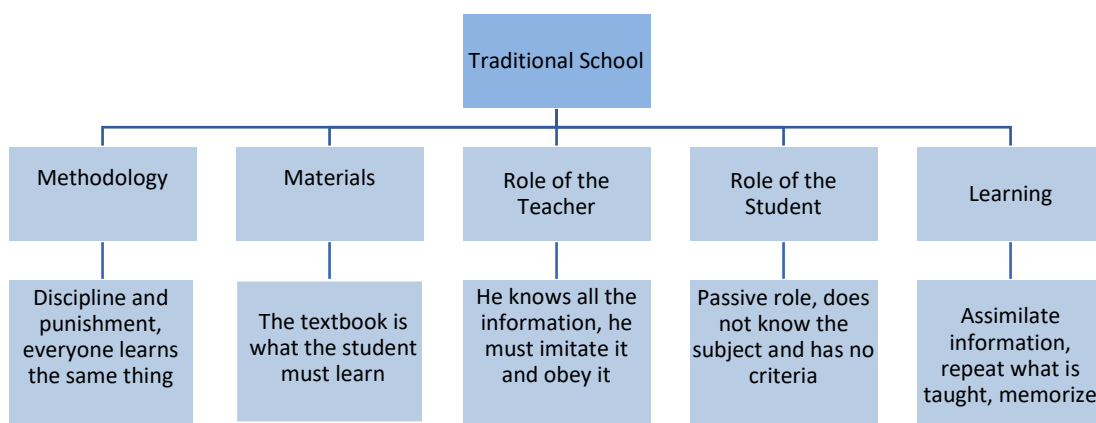 Traditional School
Methodology
Materials
Role of the
Teacher
Role of the
Student
Learning
Discipline and
punishment,
everyone learns
the same thing
The textbook is
what the student
must learn
He knows all the
information, he
must imitate it
and obey it
Passive role, does
not know the
subject and has no
criteria
Assimilate
information,
repeat what is
taught, memorize